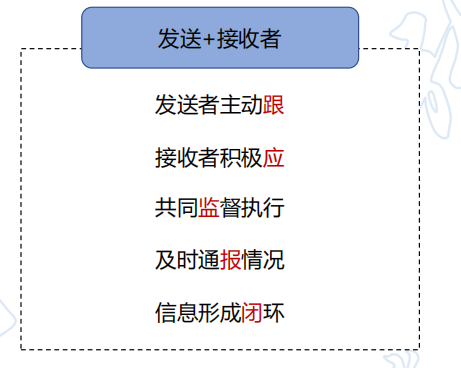 发送+接收者
发送者主动跟
接收者积极应
共同监督执行
及时通报情况
信息形成闭环